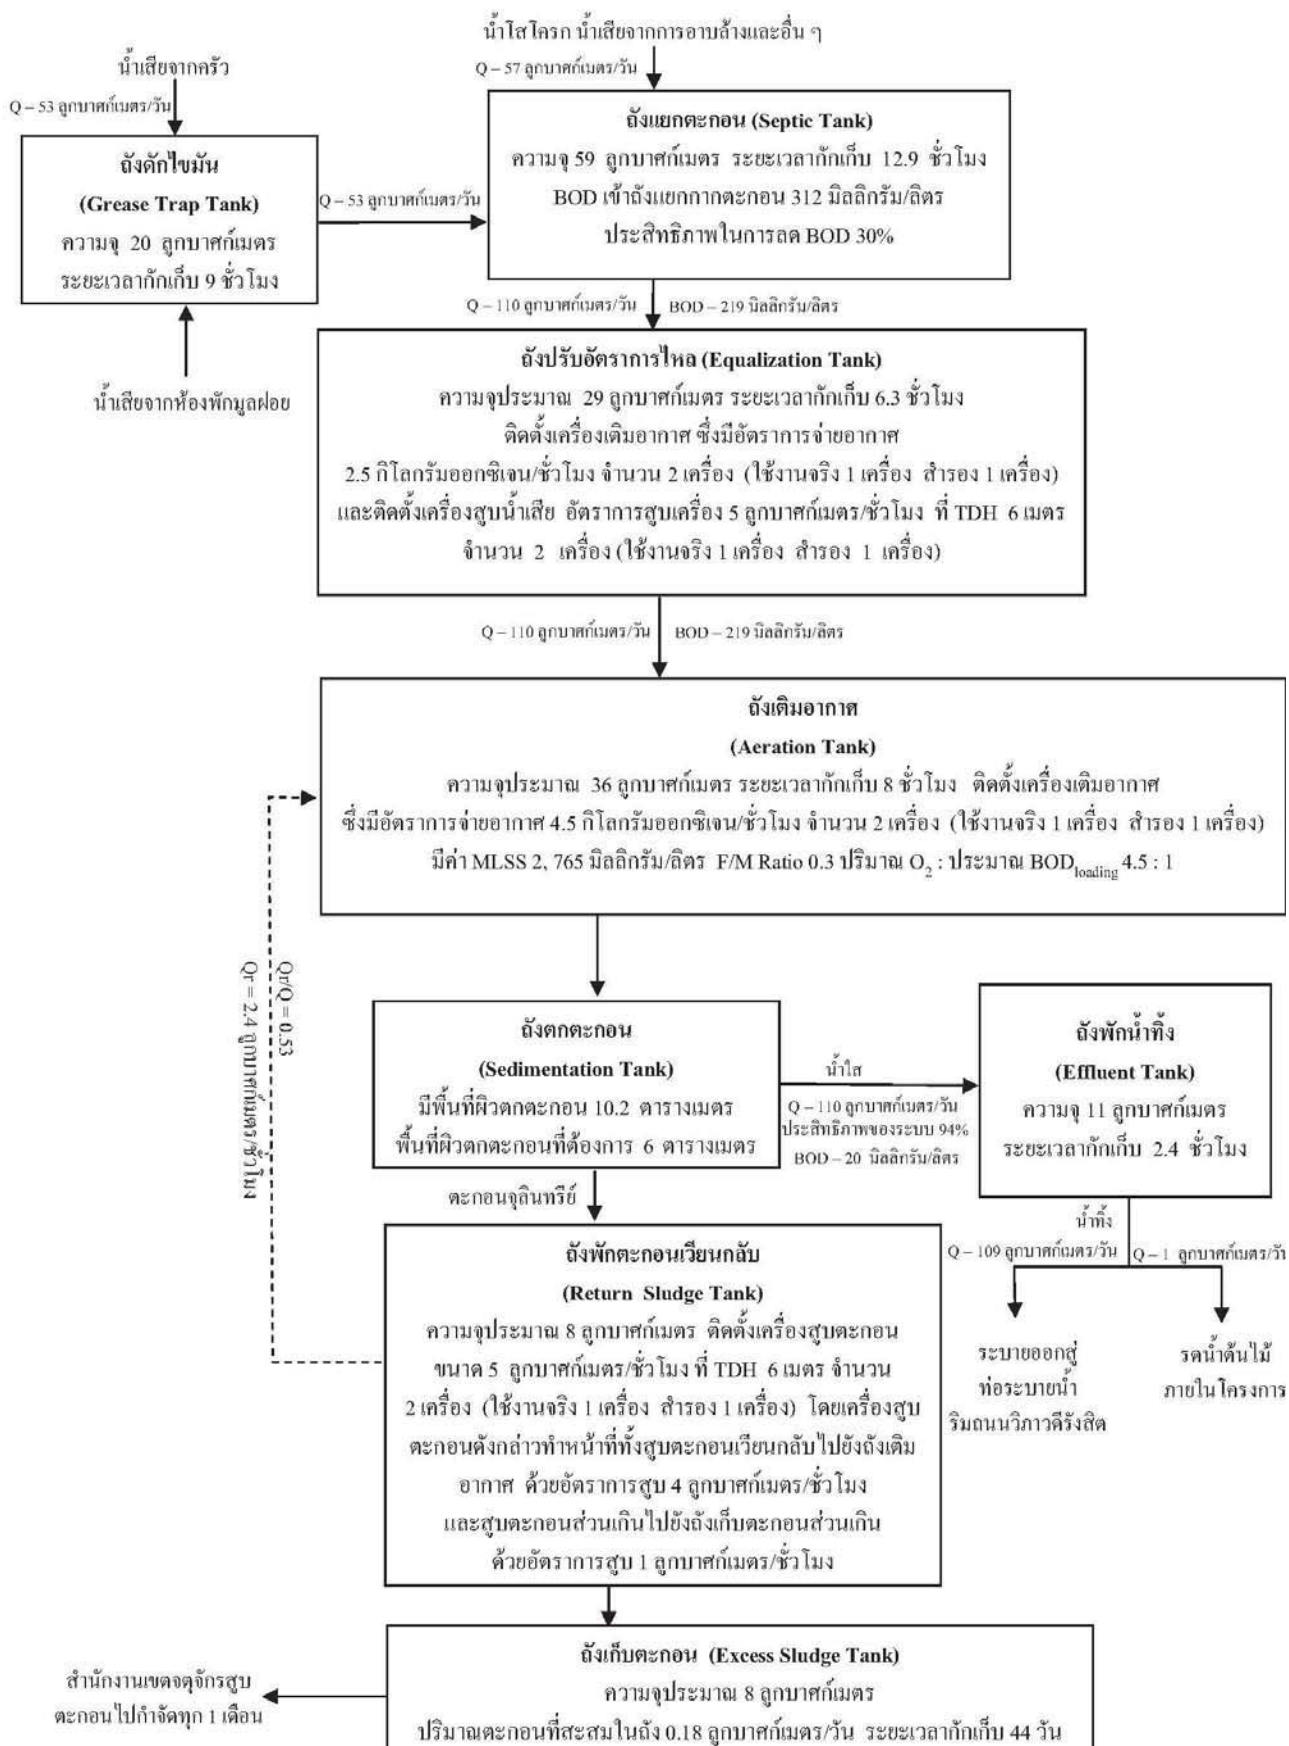 น้ำโสโครก น้ำเสียจากการอาบล้างและอื่น ๆ
Q – 57 ลูกบาศก์เมตร/วัน
น้ำเสียจากครัว
Q – 53 ลูกบาศก์เมตร/วัน
ถังดักไขมัน
(Grease Trap Tank)
ความจุ 20 ลูกบาศก์เมตร
ระยะเวลากักเก็บ 9 ชั่วโมง
น้ำเสียจากห้องพักมูลฝอย
Q – 53 ลูกบาศก์เมตร/วัน
ถังแยกตะกอน (Septic Tank)
ความจุ 59 ลูกบาศก์เมตร ระยะเวลากักเก็บ 12.9 ชั่วโมง
BOD เข้าถังแยกกากตะกอน 312 มิลลิกรัม/ลิตร
ประสิทธิภาพในการลด BOD 30%
Q – 110 ลูกบาศก์เมตร/วัน BOD – 219 มิลลิกรัม/ลิตร
ถังปรับอัตราการไหล (Equalization Tank)
ความจุประมาณ 29 ลูกบาศก์เมตร ระยะเวลากักเก็บ 6.3 ชั่วโมง
ติดตั้งเครื่องเติมอากาศ ซึ่งมีอัตราการจ่ายอากาศ
2.5 กิโลกรัมออกซิเจน/ชั่วโมง จำนวน 2 เครื่อง (ใช้งานจริง 1 เครื่อง สำรอง 1 เครื่อง)
และติดตั้งเครื่องสูบน้ำเสีย อัตราการสูบเครื่อง 5 ลูกบาศก์เมตร/ชั่วโมง ที่ TDH 6 เมตร
จำนวน 2 เครื่อง (ใช้งานจริง 1 เครื่อง สำรอง 1 เครื่อง)
Q – 110 ลูกบาศก์เมตร/วัน BOD – 219 มิลลิกรัม/ลิตร
ถังเติมอากาศ
(Aeration Tank)
ความจุประมาณ 36 ลูกบาศก์เมตร ระยะเวลากักเก็บ 8 ชั่วโมง ติดตั้งเครื่องเติมอากาศ
ซึ่งมีอัตราการจ่ายอากาศ 4.5 กิโลกรัมออกซิเจน/ชั่วโมง จำนวน 2 เครื่อง (ใช้งานจริง 1 เครื่อง สำรอง 1 เครื่อง)
มีค่า MLSS 2, 765 มิลลิกรัม/ลิตร F/M Ratio 0.3 ปริมาณ O2 : ประมาณ BODloading 4.5 : 1
Qr/Q = 0.53
Qr = 2.4 ลูกบาศก์เมตร/ชั่วโมง
ถังตกตะกอน
(Sedimentation Tank)
มีพื้นที่ผิวตกตะกอน 10.2 ตารางเมตร
พื้นที่ผิวตกตะกอนที่ต้องการ 6 ตารางเมตร
น้ำใส
Q – 110 ลูกบาศก์เมตร/วัน
ประสิทธิภาพของระบบ 94%
BOD – 20 มิลลิกรัม/ลิตร
ถังพักน้ำทิ้ง
(Effluent Tank)
ความจุ 11 ลูกบาศก์เมตร
ระยะเวลากักเก็บ 2.4 ชั่วโมง
น้ำทิ้ง
Q – 109 ลูกบาศก์เมตร/วัน
Q – 1 ลูกบาศก์เมตร/วัน
ระบายออกสู่
ท่อระบายน้ำ
ริมถนนวิภาวดีรังสิต
รดน้ำต้นไม้
ภายในโครงการ
ตะกอนจุลินทรีย์
ถังพักตะกอนเวียนกลับ
(Return Sludge Tank)
ความจุประมาณ 8 ลูกบาศก์เมตร ติดตั้งเครื่องสูบตะกอน
ขนาด 5 ลูกบาศก์เมตร/ชั่วโมง ที่ TDH 6 เมตร จำนวน
2 เครื่อง (ใช้งานจริง 1 เครื่อง สำรอง 1 เครื่อง) โดยเครื่องสูบ
ตะกอนดังกล่าวทำหน้าที่ทั้งสูบตะกอนเวียนกลับไปยังถังเติม
อากาศ ด้วยอัตราการสูบ 4 ลูกบาศก์เมตร/ชั่วโมง
และสูบตะกอนส่วนเกินไปยังถังเก็บตะกอนส่วนเกิน
ด้วยอัตราการสูบ 1 ลูกบาศก์เมตร/ชั่วโมง
ถังเก็บตะกอน (Excess Sludge Tank)
ความจุประมาณ 8 ลูกบาศก์เมตร
ปริมาณตะกอนที่สะสมในถัง 0.18 ลูกบาศก์เมตร/วัน ระยะเวลากักเก็บ 44 วัน
สำนักงานเขตจตุจักรสูบ
ตะกอนไปกำจัดทุก 1 เดือน